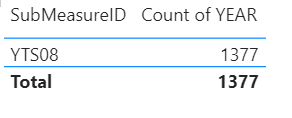 SubMeasureID Count of YEAR
YTS08 1377
Total 1377